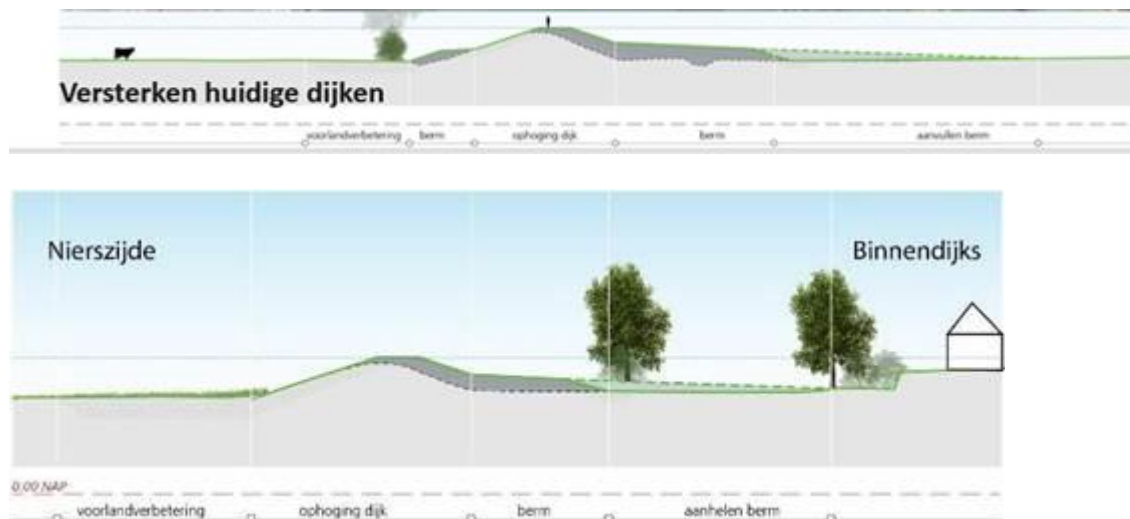 Versterken huidige dijken
voorlandverbetering berm ophoging dijk berm aanvullen berm
Nierszijde Binnendijks
0.00 NAP
voorlandverbetering ophoging dijk berm aanhelen berm